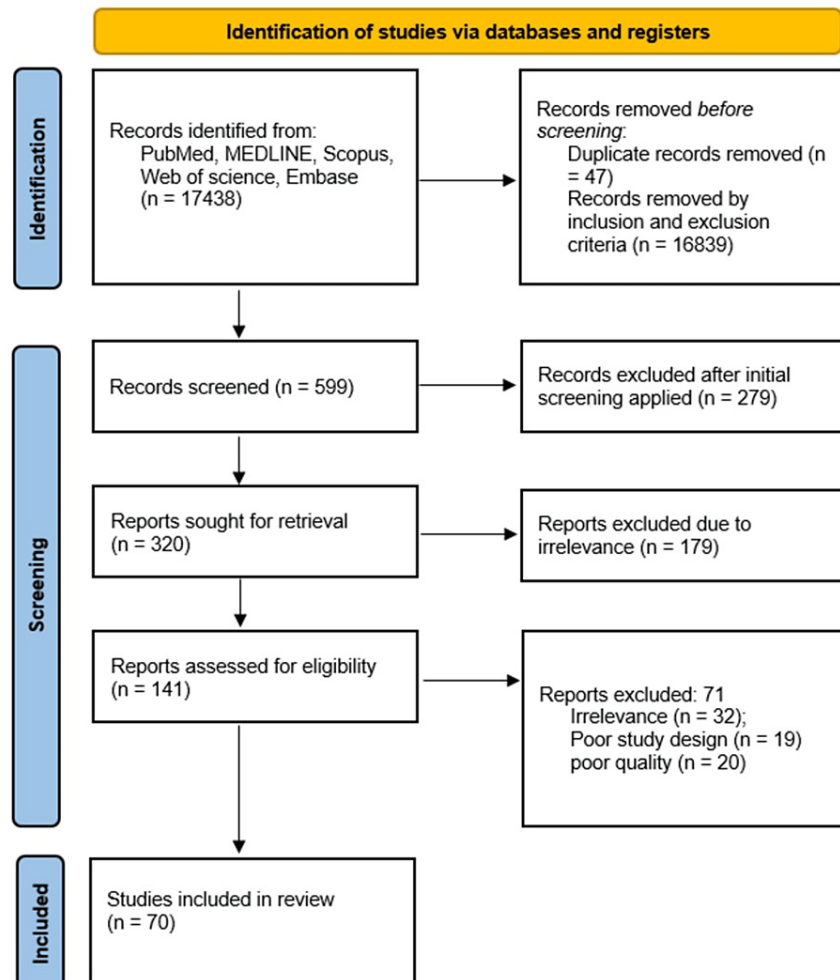 Identification of studies via databases and registers
Identification
Records identified from:
PubMed, MEDLINE, Scopus,
Web of science, Embase
(n = 17438)
Records removed before
screening:
Duplicate records removed (n
= 47)
Records removed by
inclusion and exclusion
criteria (n = 16839)
Screening
Records screened (n = 599)
Records excluded after initial
screening applied (n = 279)
Reports sought for retrieval
(n = 320)
Reports excluded due to
irrelevance (n = 179)
Reports assessed for eligibility
(n = 141)
Reports excluded: 71
Irrelevance (n = 32);
Poor study design (n = 19)
poor quality (n = 20)
Included
Studies included in review
(n = 70)